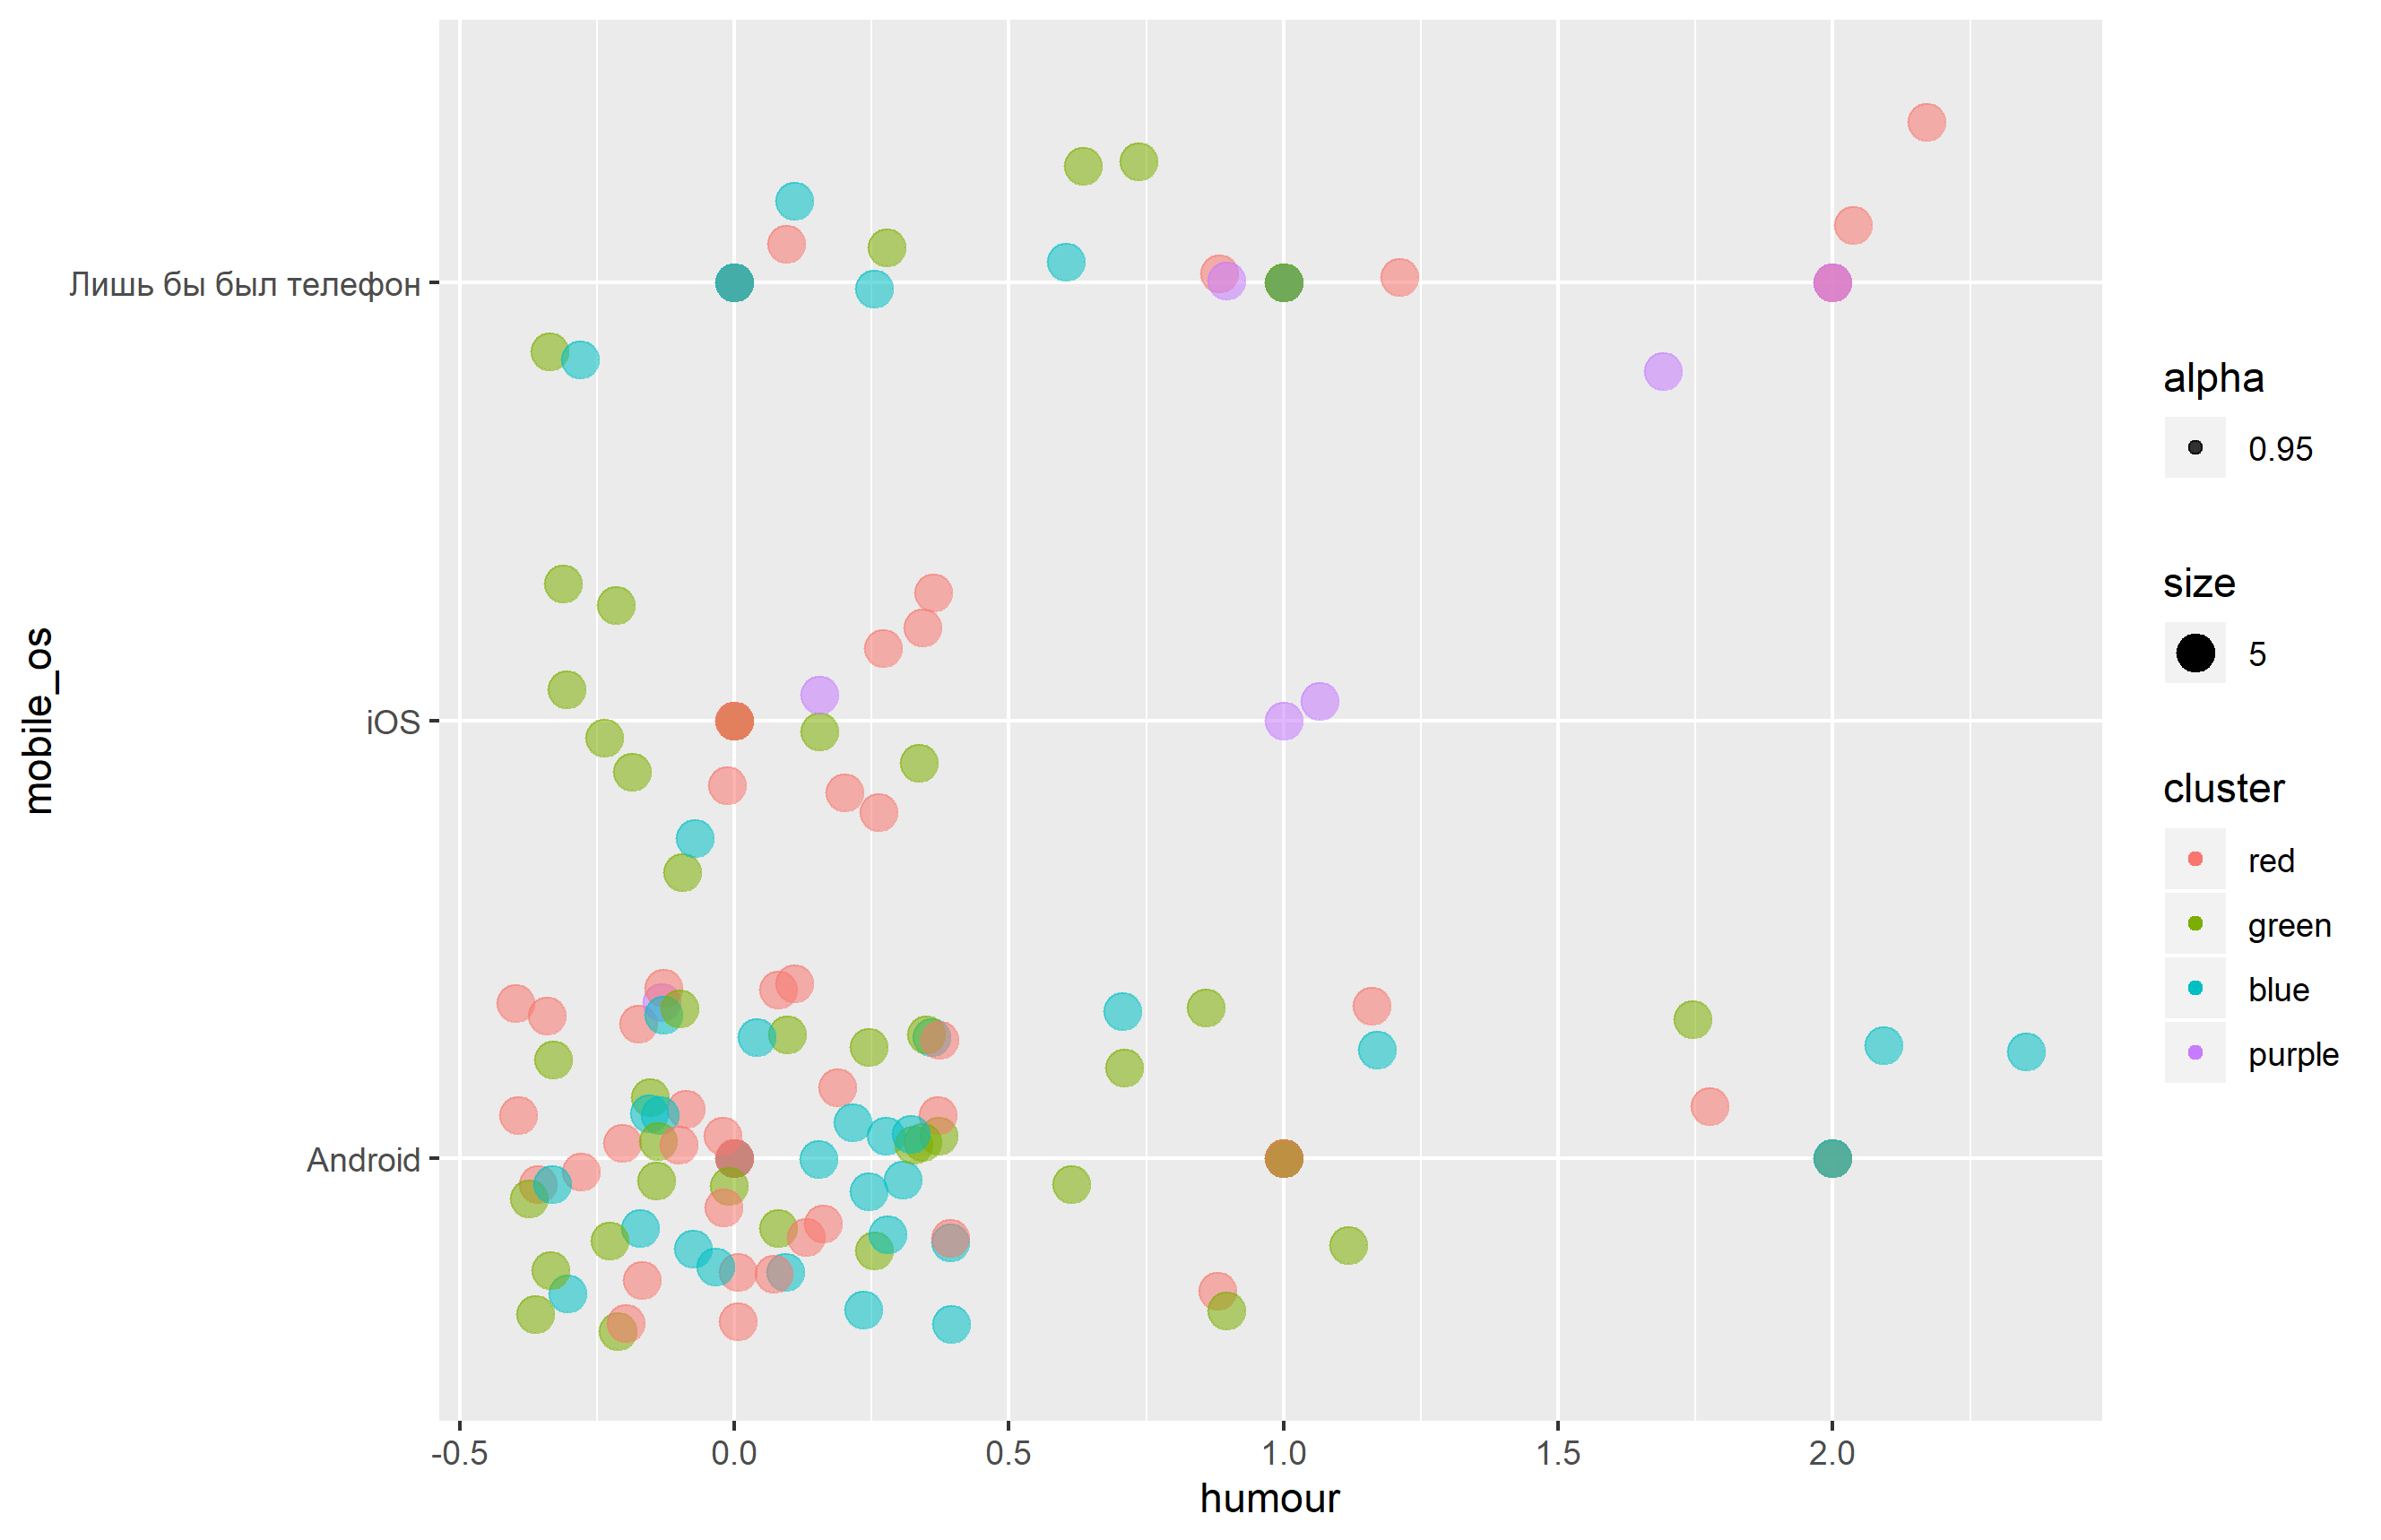 mobile_os
Лишь бы был телефон
iOS
Android
-0.5 0.0 0.5 1.0 1.5 2.0
humour
alpha
0.95
size
5
cluster
red
green
blue
purple